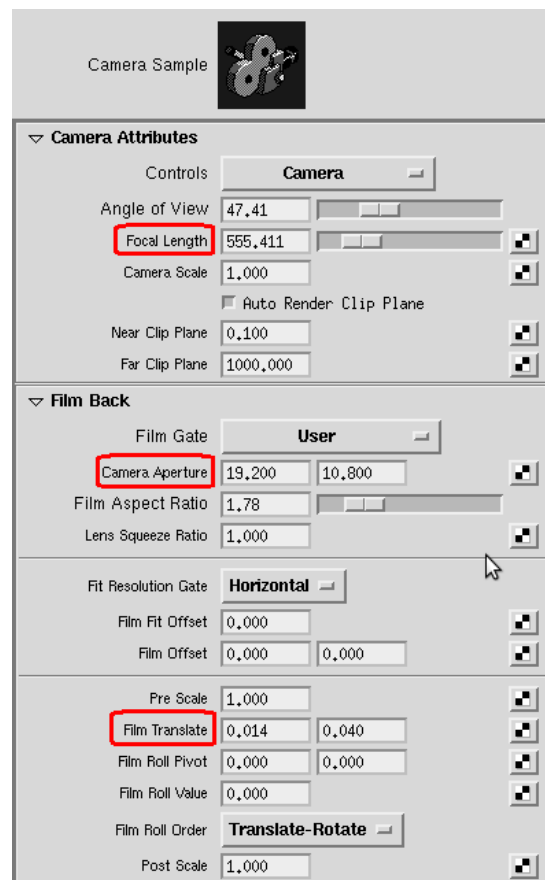 Camera Sample
Camera Attributes
Controls Camera
Angle of View 47.41
Focal Length 555.411
Camera Scale 1.000
Auto Render Clip Plane
Near Clip Plane 0.100
Far Clip Plane 1000.000
Film Back
Film Gate User
Camera Aperture 19.200 10.800
Film Aspect Ratio 1.78
Lens Squeeze Ratio 1.000
Fit Resolution Gate Horizontal
Film Fit Offset 0.000
Film Offset 0.000 0.000
Pre Scale 1.000
Film Translate 0.014 0.040
Film Roll Pivot 0.000 0.000
Film Roll Value 0.000
Film Roll Order Translate-Rotate
Post Scale 1.000